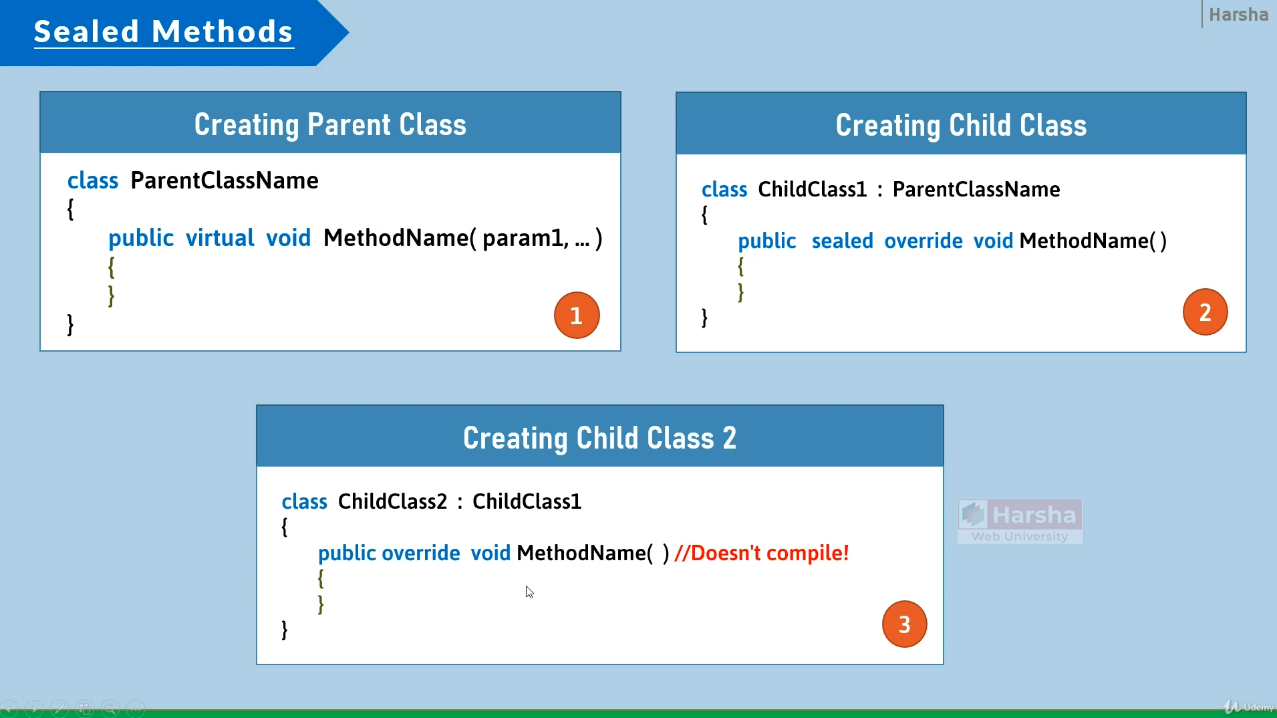 Sealed Methods
Harsha
Creating Parent Class
class ParentClassName
{
public virtual void MethodName( param1, ... )
{
}
}
1
Creating Child Class
class ChildClass1 : ParentClassName
{
public sealed override void MethodName( )
{
}
}
2
Creating Child Class 2
class ChildClass2 : ChildClass1
{
public override void MethodName( ) //Doesn't compile!
{
}
}
3
Harsha
Web University
Udemy